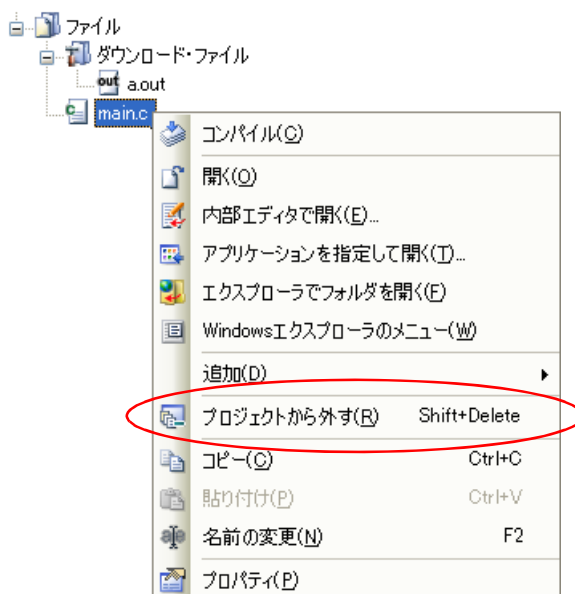 ファイル
ダウンロード・ファイル
out a.out
c main.c
コンパイル(C)
開く(O)
内部エディタで開く(E)...
アプリケーションを指定して開く(T)...
エクスプローラでフォルダを開く(F)
Windowsエクスプローラのメニュー(W)
追加(D)
プロジェクトから外す(R) Shift+Delete
コピー(C) Ctrl+C
貼り付け(P) Ctrl+V
名前の変更(N) F2
プロパティ(P)